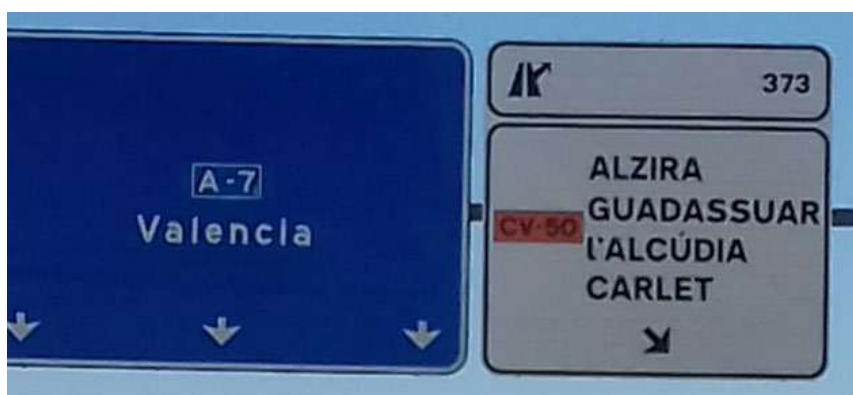 A-7
Valencia
373
ALZIRA
CV-50 GUADASSUAR
L'ALCÚDIA
CARLET